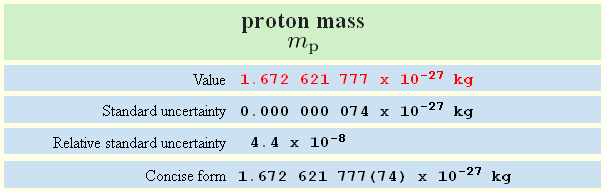 proton mass
mₚ
Value 1.672 621 777 x 10⁻²⁷ kg
Standard uncertainty 0.000 000 074 x 10⁻²⁷ kg
Relative standard uncertainty 4.4 x 10⁻⁸
Concise form 1.672 621 777(74) x 10⁻²⁷ kg